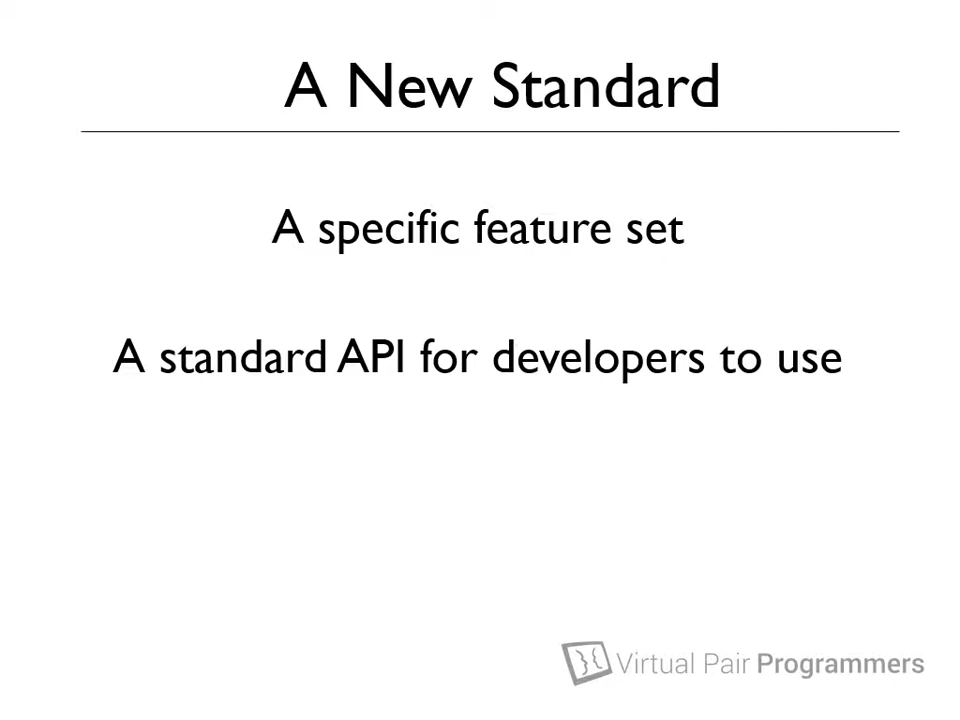 A New Standard
A specific feature set
A standard API for developers to use
Virtual Pair Programmers